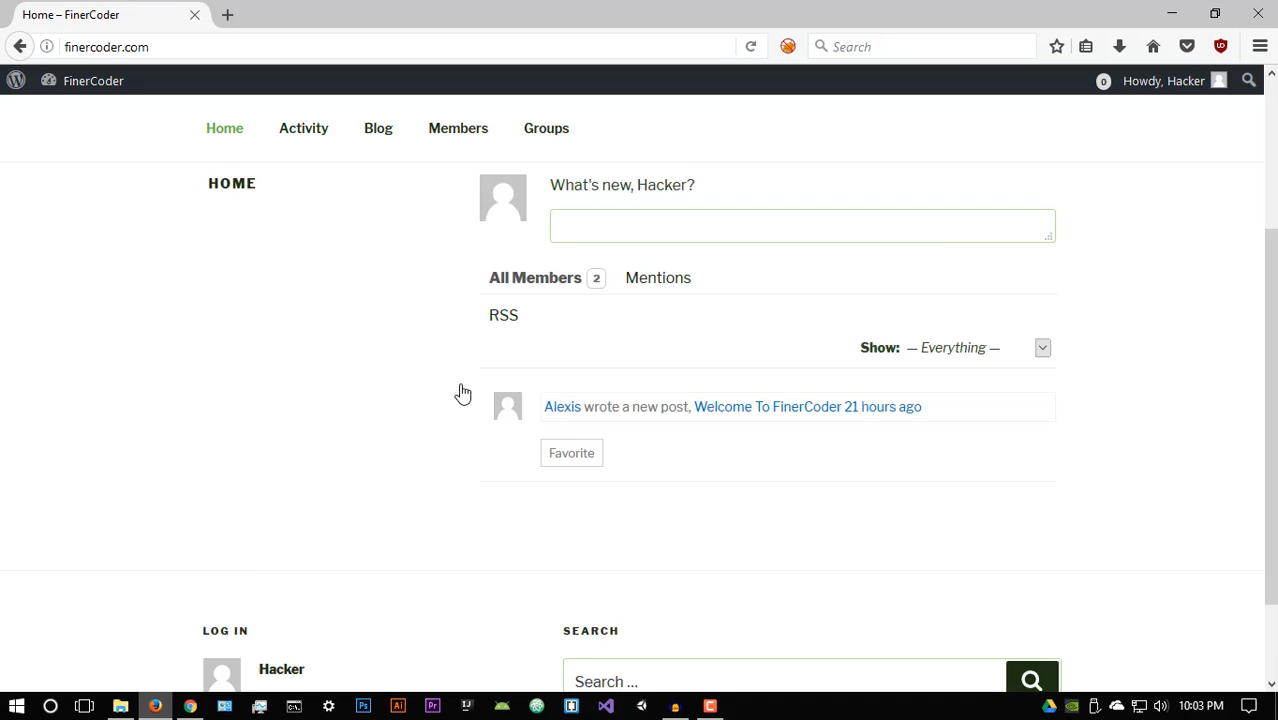 Home – FinerCoder
finercoder.com
Search
FinerCoder
0
Howdy, Hacker
Home
Activity
Blog
Members
Groups
HOME
What's new, Hacker?
All Members 2
Mentions
RSS
Show: — Everything —
Alexis wrote a new post, Welcome To FinerCoder 21 hours ago
Favorite
LOG IN
SEARCH
Hacker
Search ...
10:03 PM